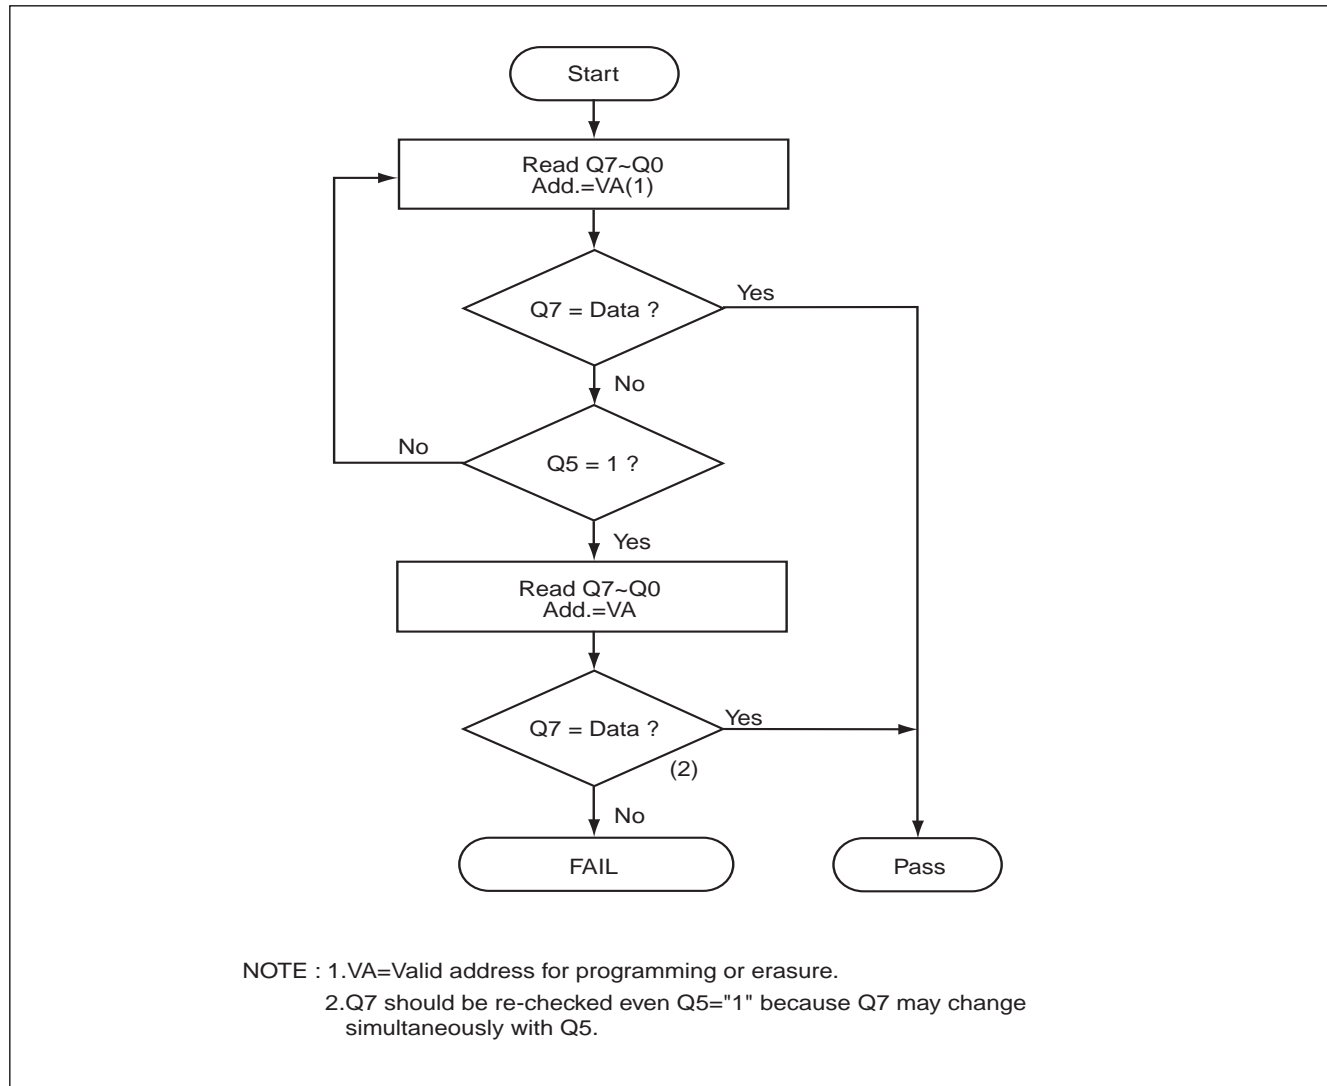 Start
Read Q7~Q0
Add.=VA(1)
Q7 = Data ?
Yes
No
No
Q5 = 1 ?
Yes
Read Q7~Q0
Add.=VA
Q7 = Data ?
Yes
(2)
No
FAIL
Pass
NOTE : 1.VA=Valid address for programming or erasure.
2.Q7 should be re-checked even Q5="1" because Q7 may change
simultaneously with Q5.